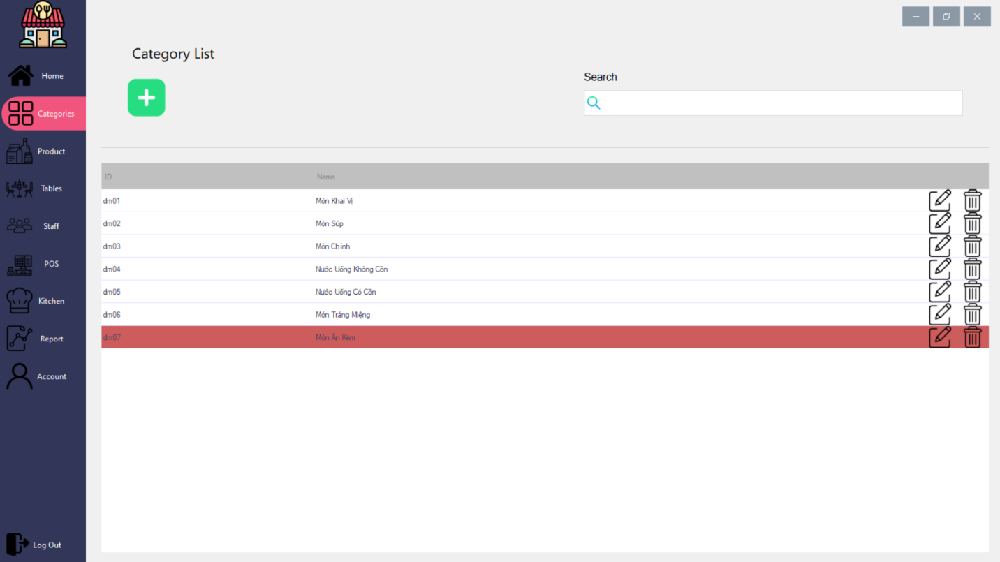 Home
Categories
Product
Tables
Staff
POS
Kitchen
Report
Account
Log Out
Category List
Search
ID Name
dm01 Món Khai Vị
dm02 Món Súp
dm03 Món Chính
dm04 Nước Uống Không Cồn
dm05 Nước Uống Có Cồn
dm06 Món Tráng Miệng
dm07 Món Ăn Kèm